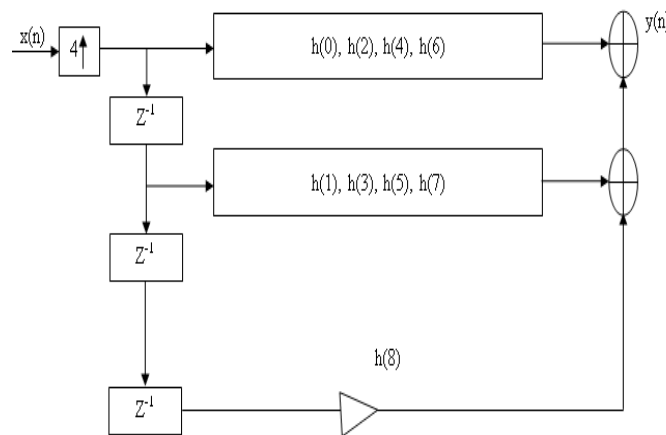 x(n)
4↑
h(0), h(2), h(4), h(6)
y(n)
Z⁻¹
h(1), h(3), h(5), h(7)
Z⁻¹
h(8)
Z⁻¹